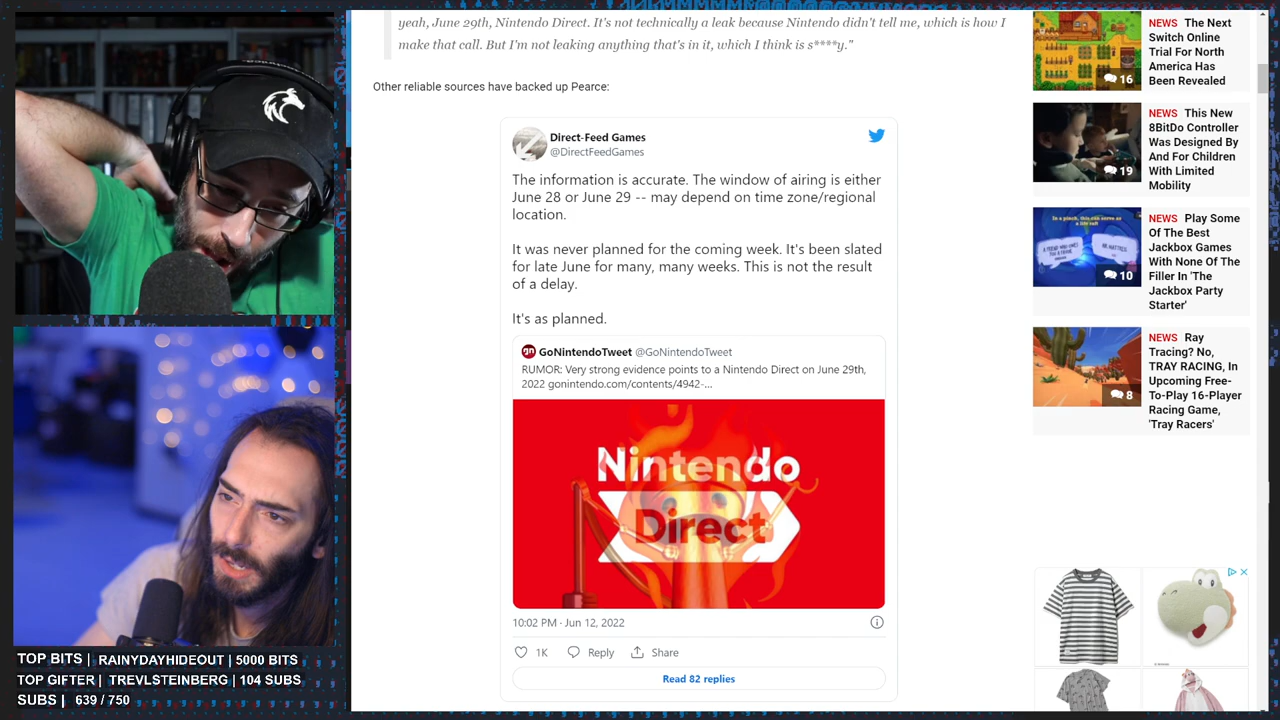 yeah, June 29th, Nintendo Direct. It's not technically a leak because Nintendo didn't tell me, which is how I
make that call. But I'm not leaking anything that's in it, which I think is s****y."
Other reliable sources have backed up Pearce:
Direct-Feed Games
@DirectFeedGames
The information is accurate. The window of airing is either
June 28 or June 29 -- may depend on time zone/regional
location.
It was never planned for the coming week. It's been slated
for late June for many, many weeks. This is not the result
of a delay.
It's as planned.
GoNintendoTweet @GoNintendoTweet
RUMOR: Very strong evidence points to a Nintendo Direct on June 29th,
2022 gonintendo.com/contents/4942-...
Nintendo
Direct
10:02 PM · Jun 12, 2022
1K Reply Share
Read 82 replies
NEWS The Next
Switch Online
Trial For North
America Has
Been Revealed
16
NEWS This New
8BitDo Controller
Was Designed By
And For Children
With Limited
Mobility
19
NEWS Play Some
Of The Best
Jackbox Games
With None Of The
Filler In 'The
Jackbox Party
Starter'
10
NEWS Ray
Tracing? No,
TRAY RACING, In
Upcoming Free-
To-Play 16-Player
Racing Game,
'Tray Racers'
8
TOP BITS | RAINYDAYHIDEOUT | 5000 BITS
TOP GIFTER | TREVLSTEINBERG | 104 SUBS
SUBS | 639 / 750